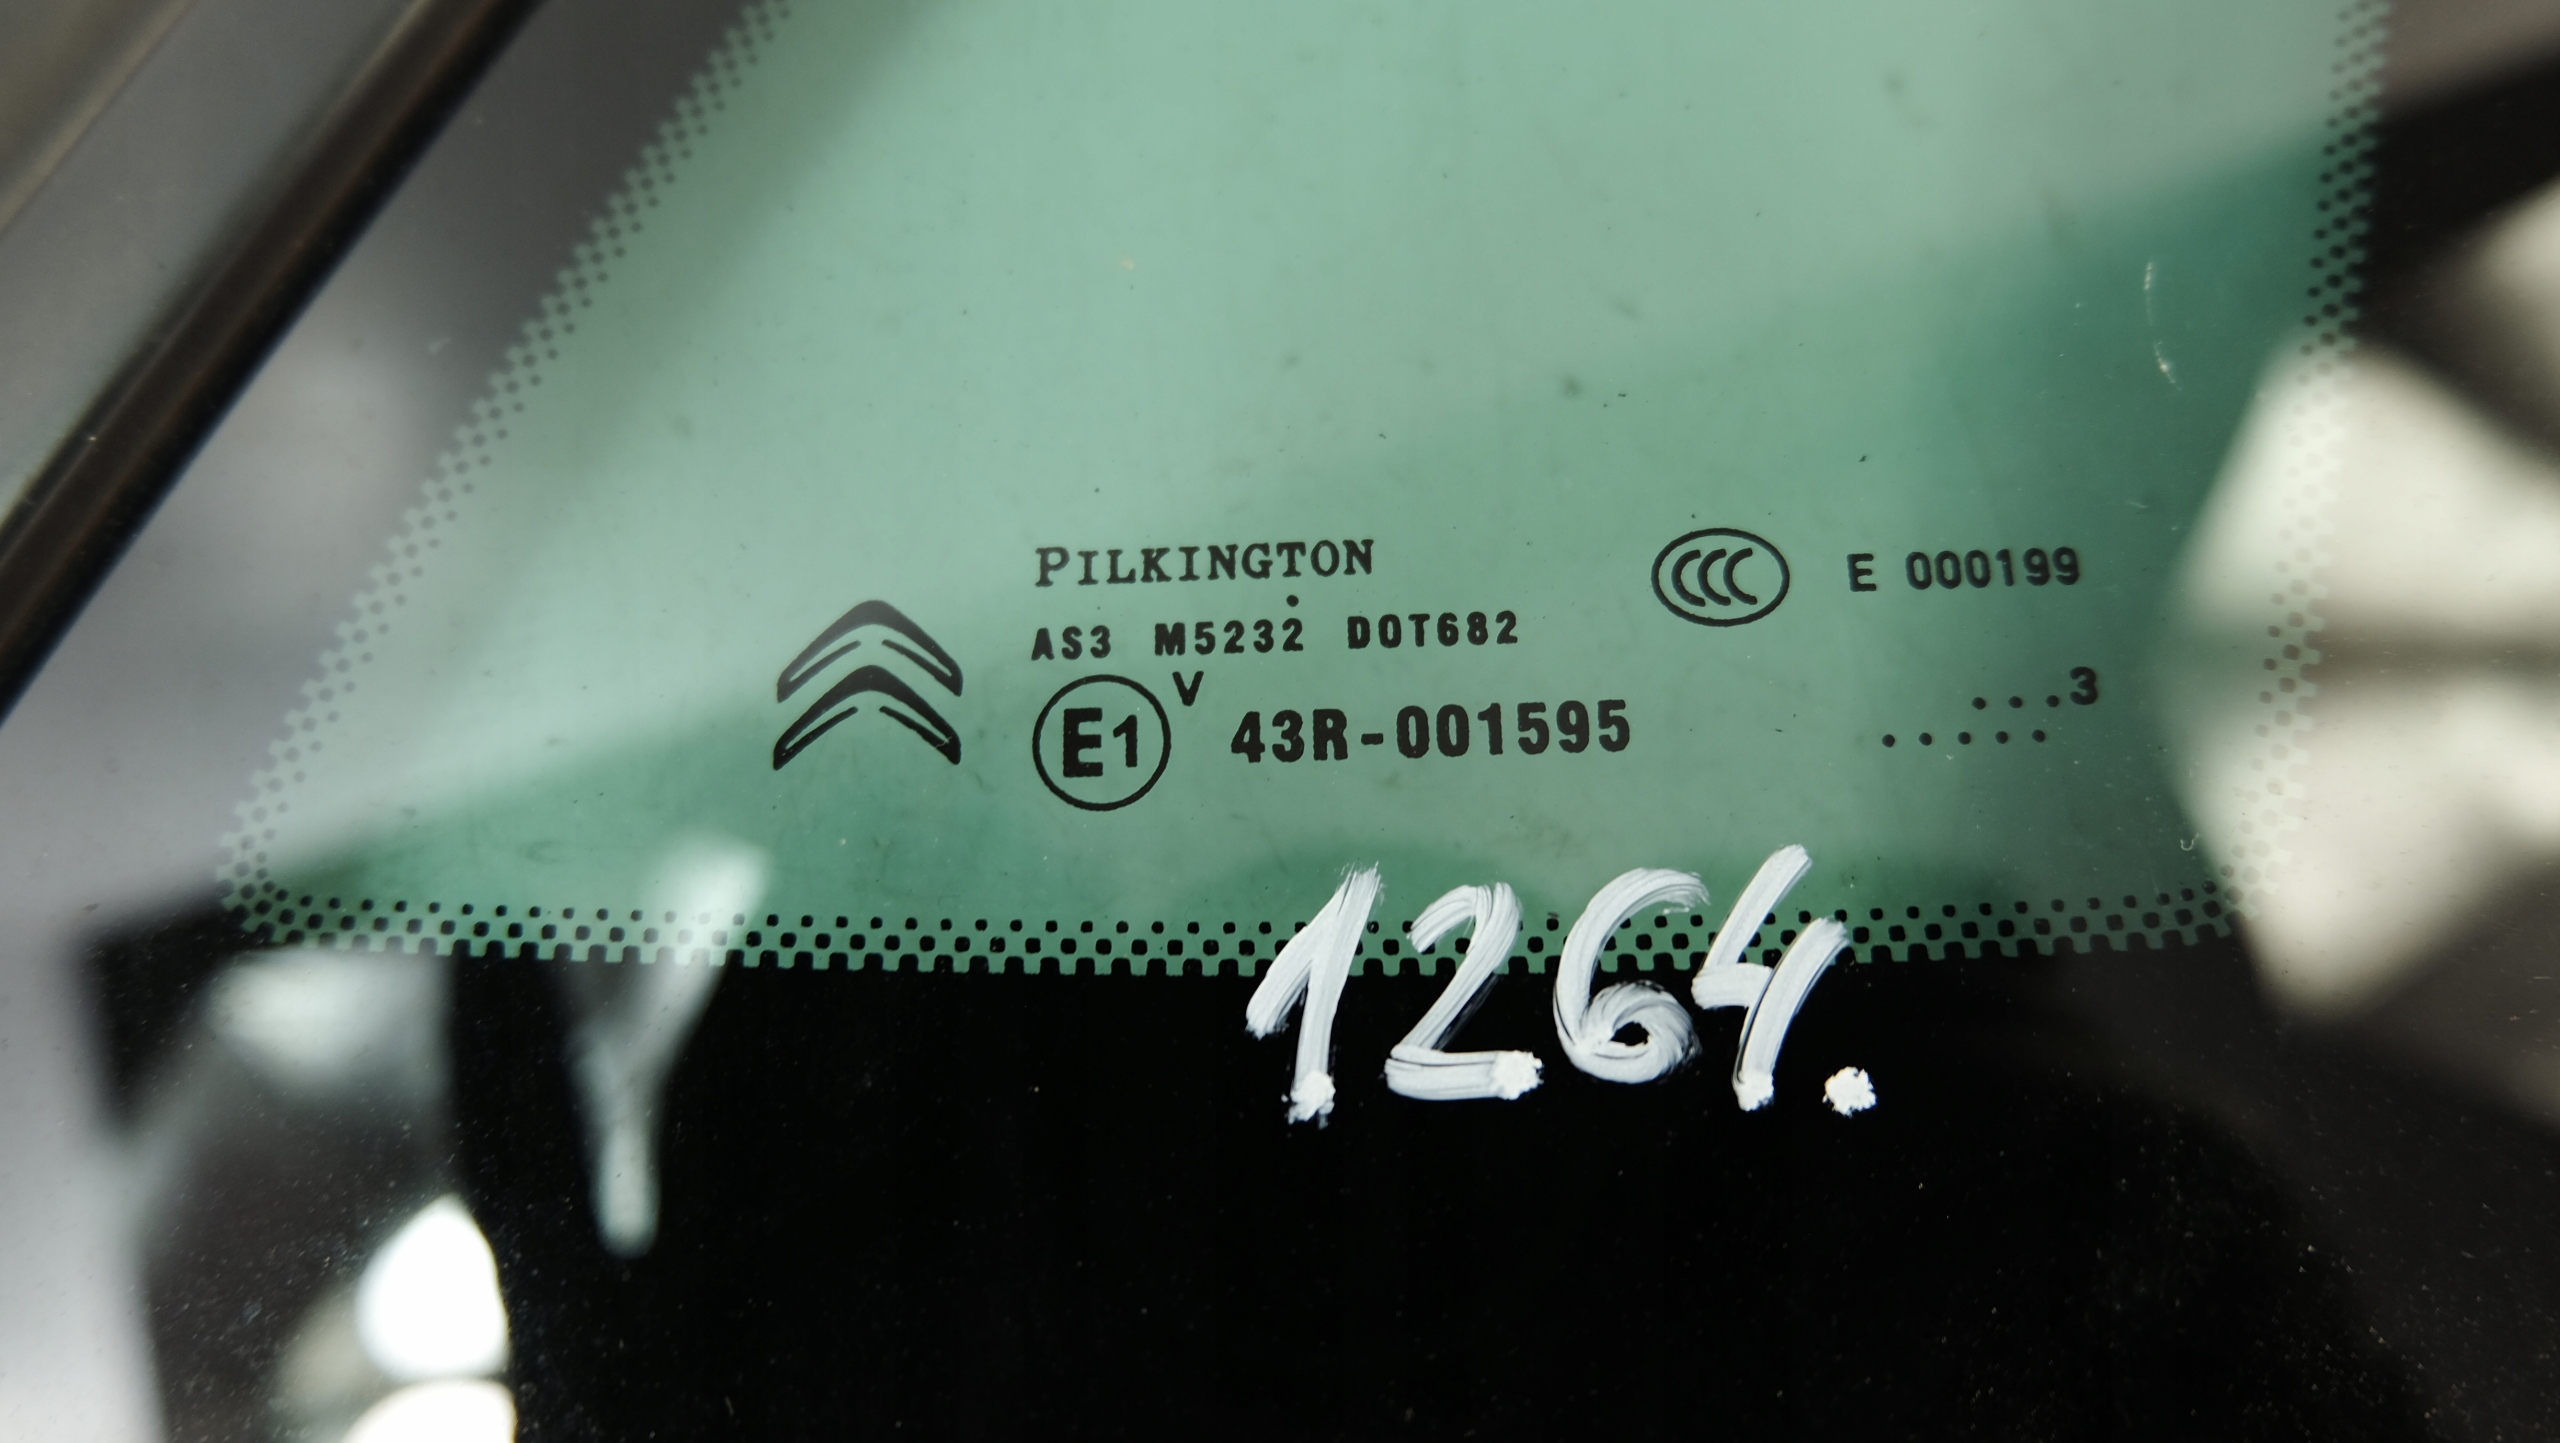 PILKINGTON
AS3 M5232 DOT682
E1 V 43R-001595
CCC E 000199
...3
.....
1264.